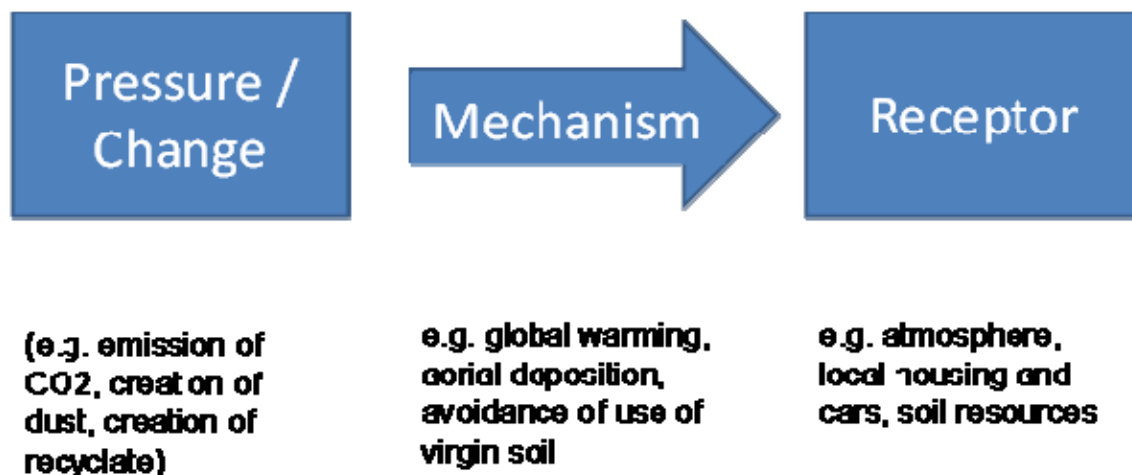 Pressure /
Change
Mechanism
Receptor
(e.g. emission of
CO2, creation of
dust, creation of
recyclate)
e.g. global warming,
aerial deposition,
avoidance of use of
virgin soil
e.g. atmosphere,
local housing and
cars, soil resources